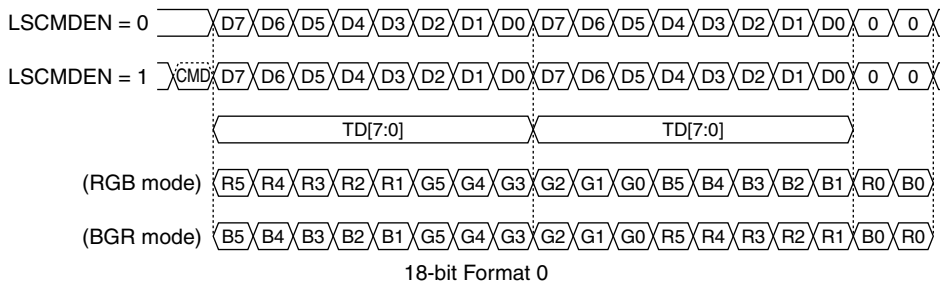 LSCMDEN = 0 D7 D6 D5 D4 D3 D2 D1 D0 D7 D6 D5 D4 D3 D2 D1 D0 0 0
LSCMDEN = 1 CMD D7 D6 D5 D4 D3 D2 D1 D0 D7 D6 D5 D4 D3 D2 D1 D0 0 0
TD[7:0] TD[7:0]
(RGB mode) R5 R4 R3 R2 R1 G5 G4 G3 G2 G1 G0 B5 B4 B3 B2 B1 R0 B0
(BGR mode) B5 B4 B3 B2 B1 G5 G4 G3 G2 G1 G0 R5 R4 R3 R2 R1 B0 R0
18-bit Format 0